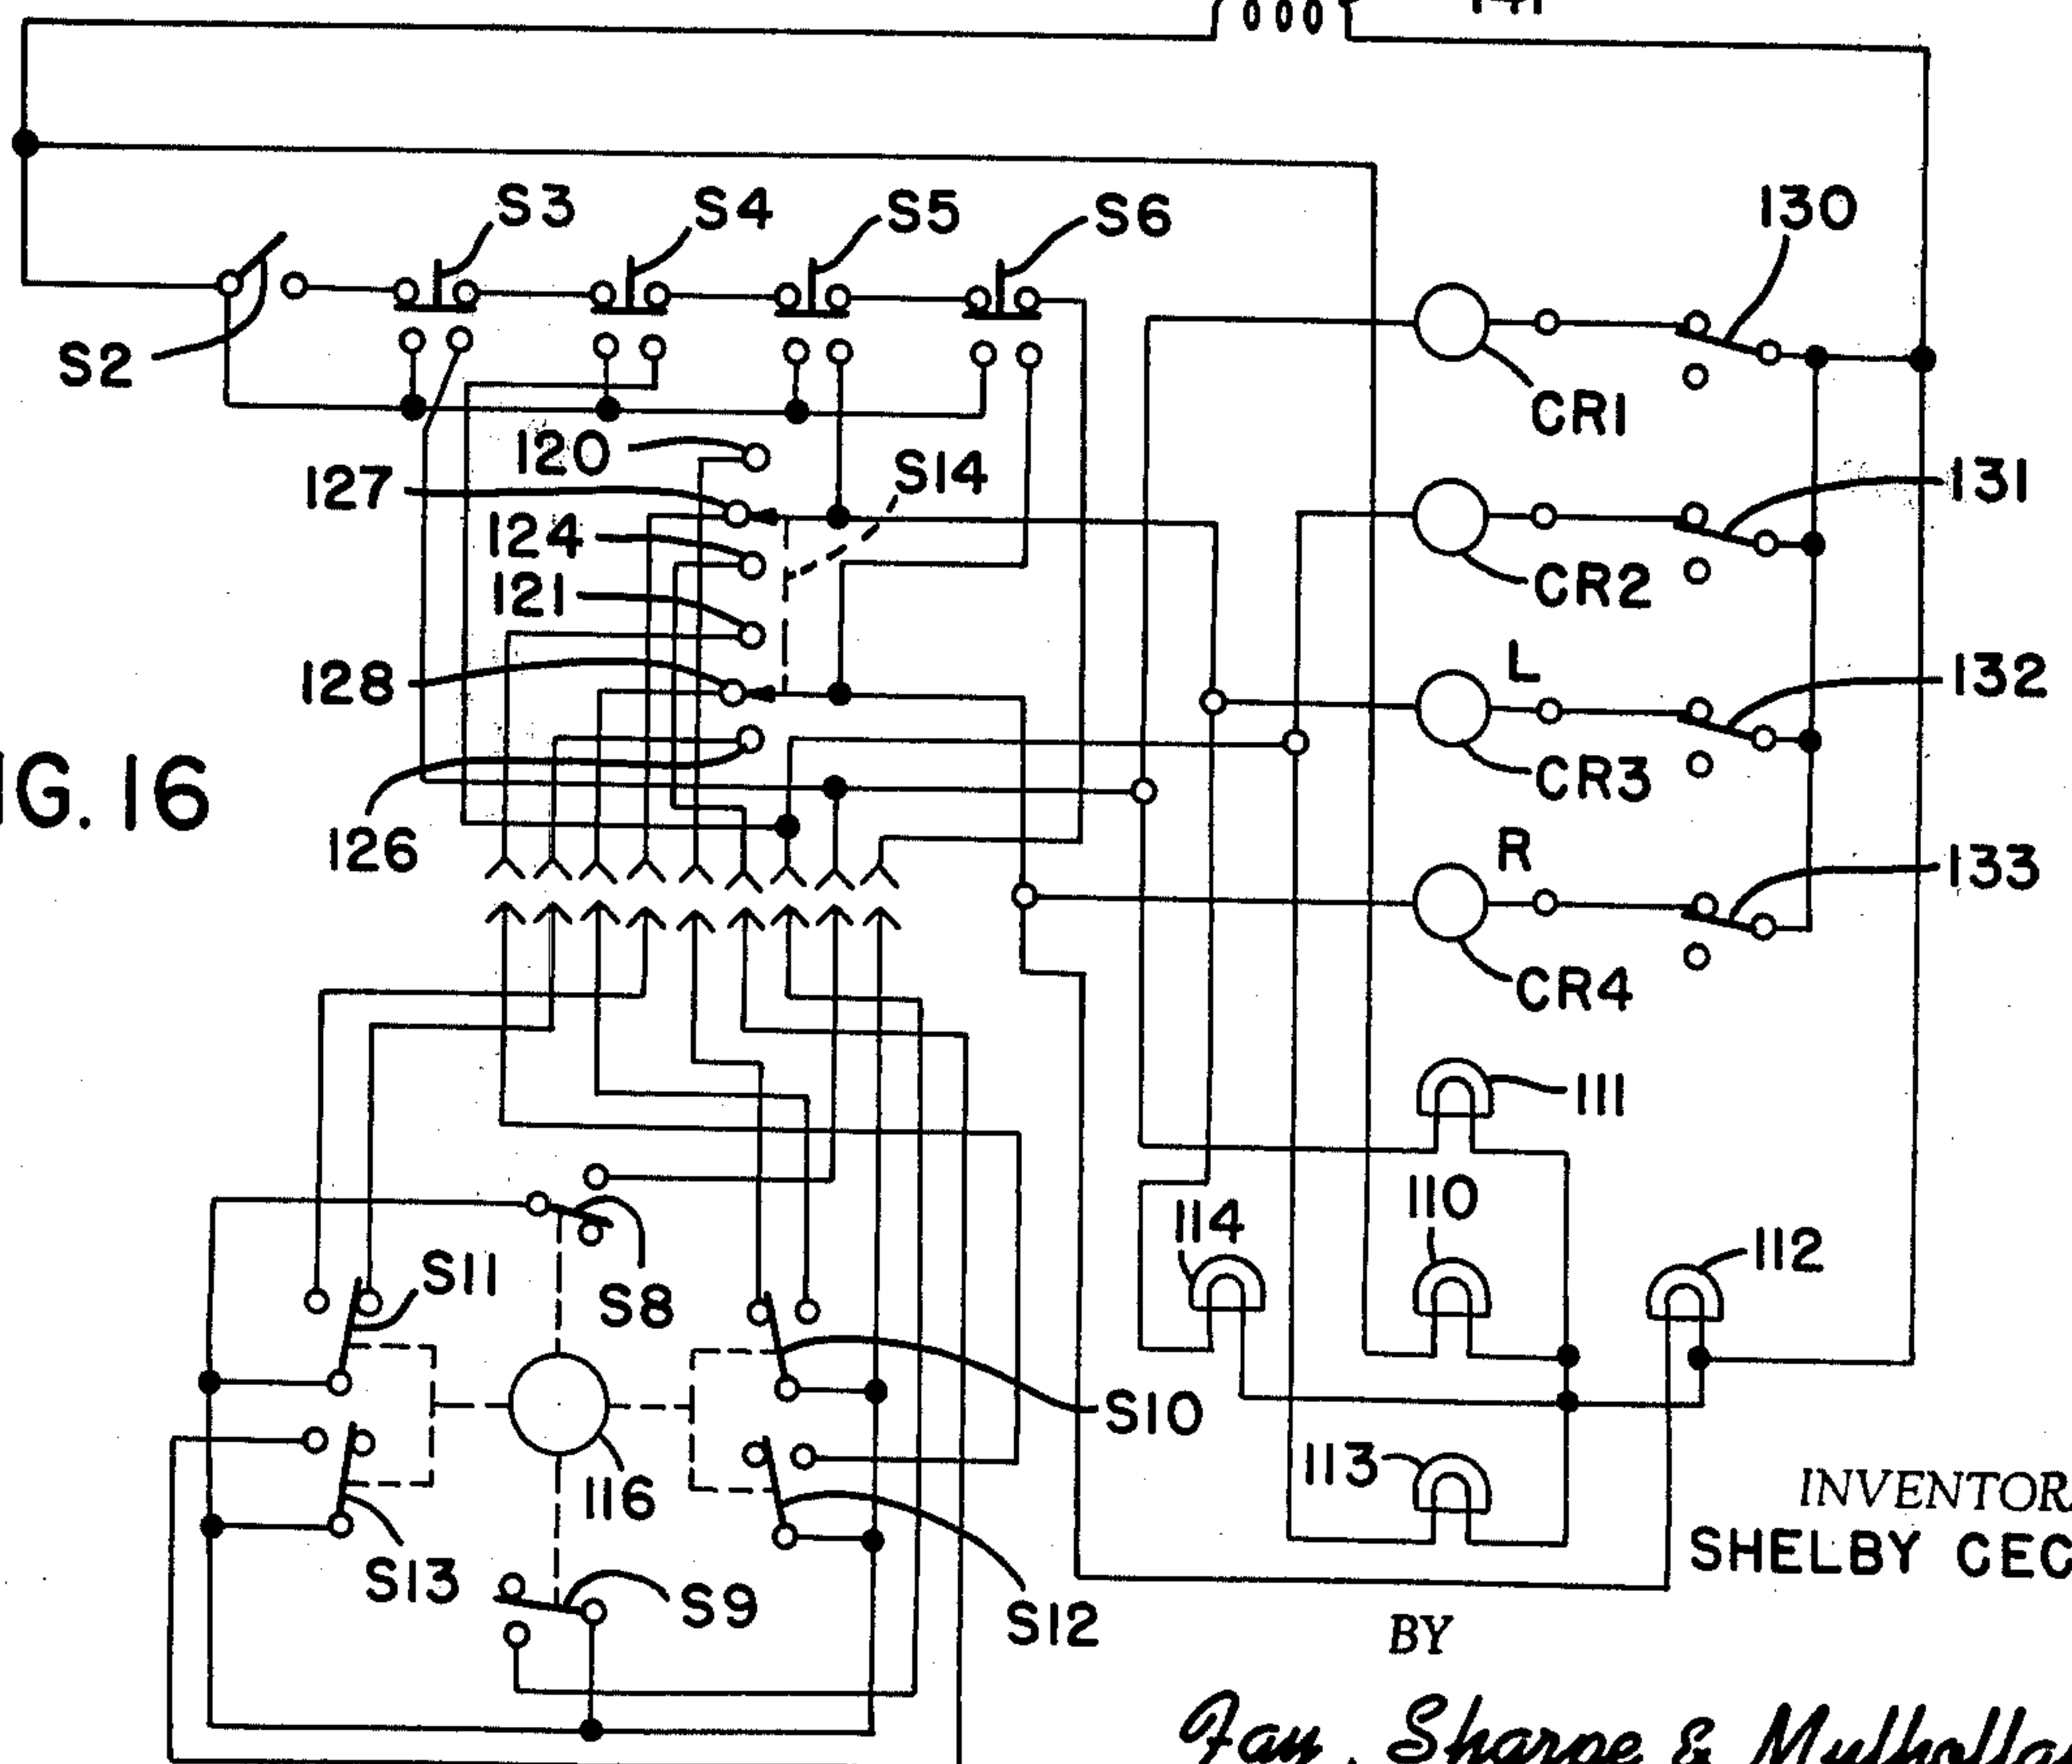 S3
S4
S5
S6
130
S2
CR1
120
127
S14
131
124
121
CR2
L
128
132
CR3
126
R
133
CR4
FIG. 16
111
110
114
112
S11
S8
S10
113
116
S13
S9
S12
INVENTOR
SHELBY CEC
BY
Fay, Sharpe & Mulholla